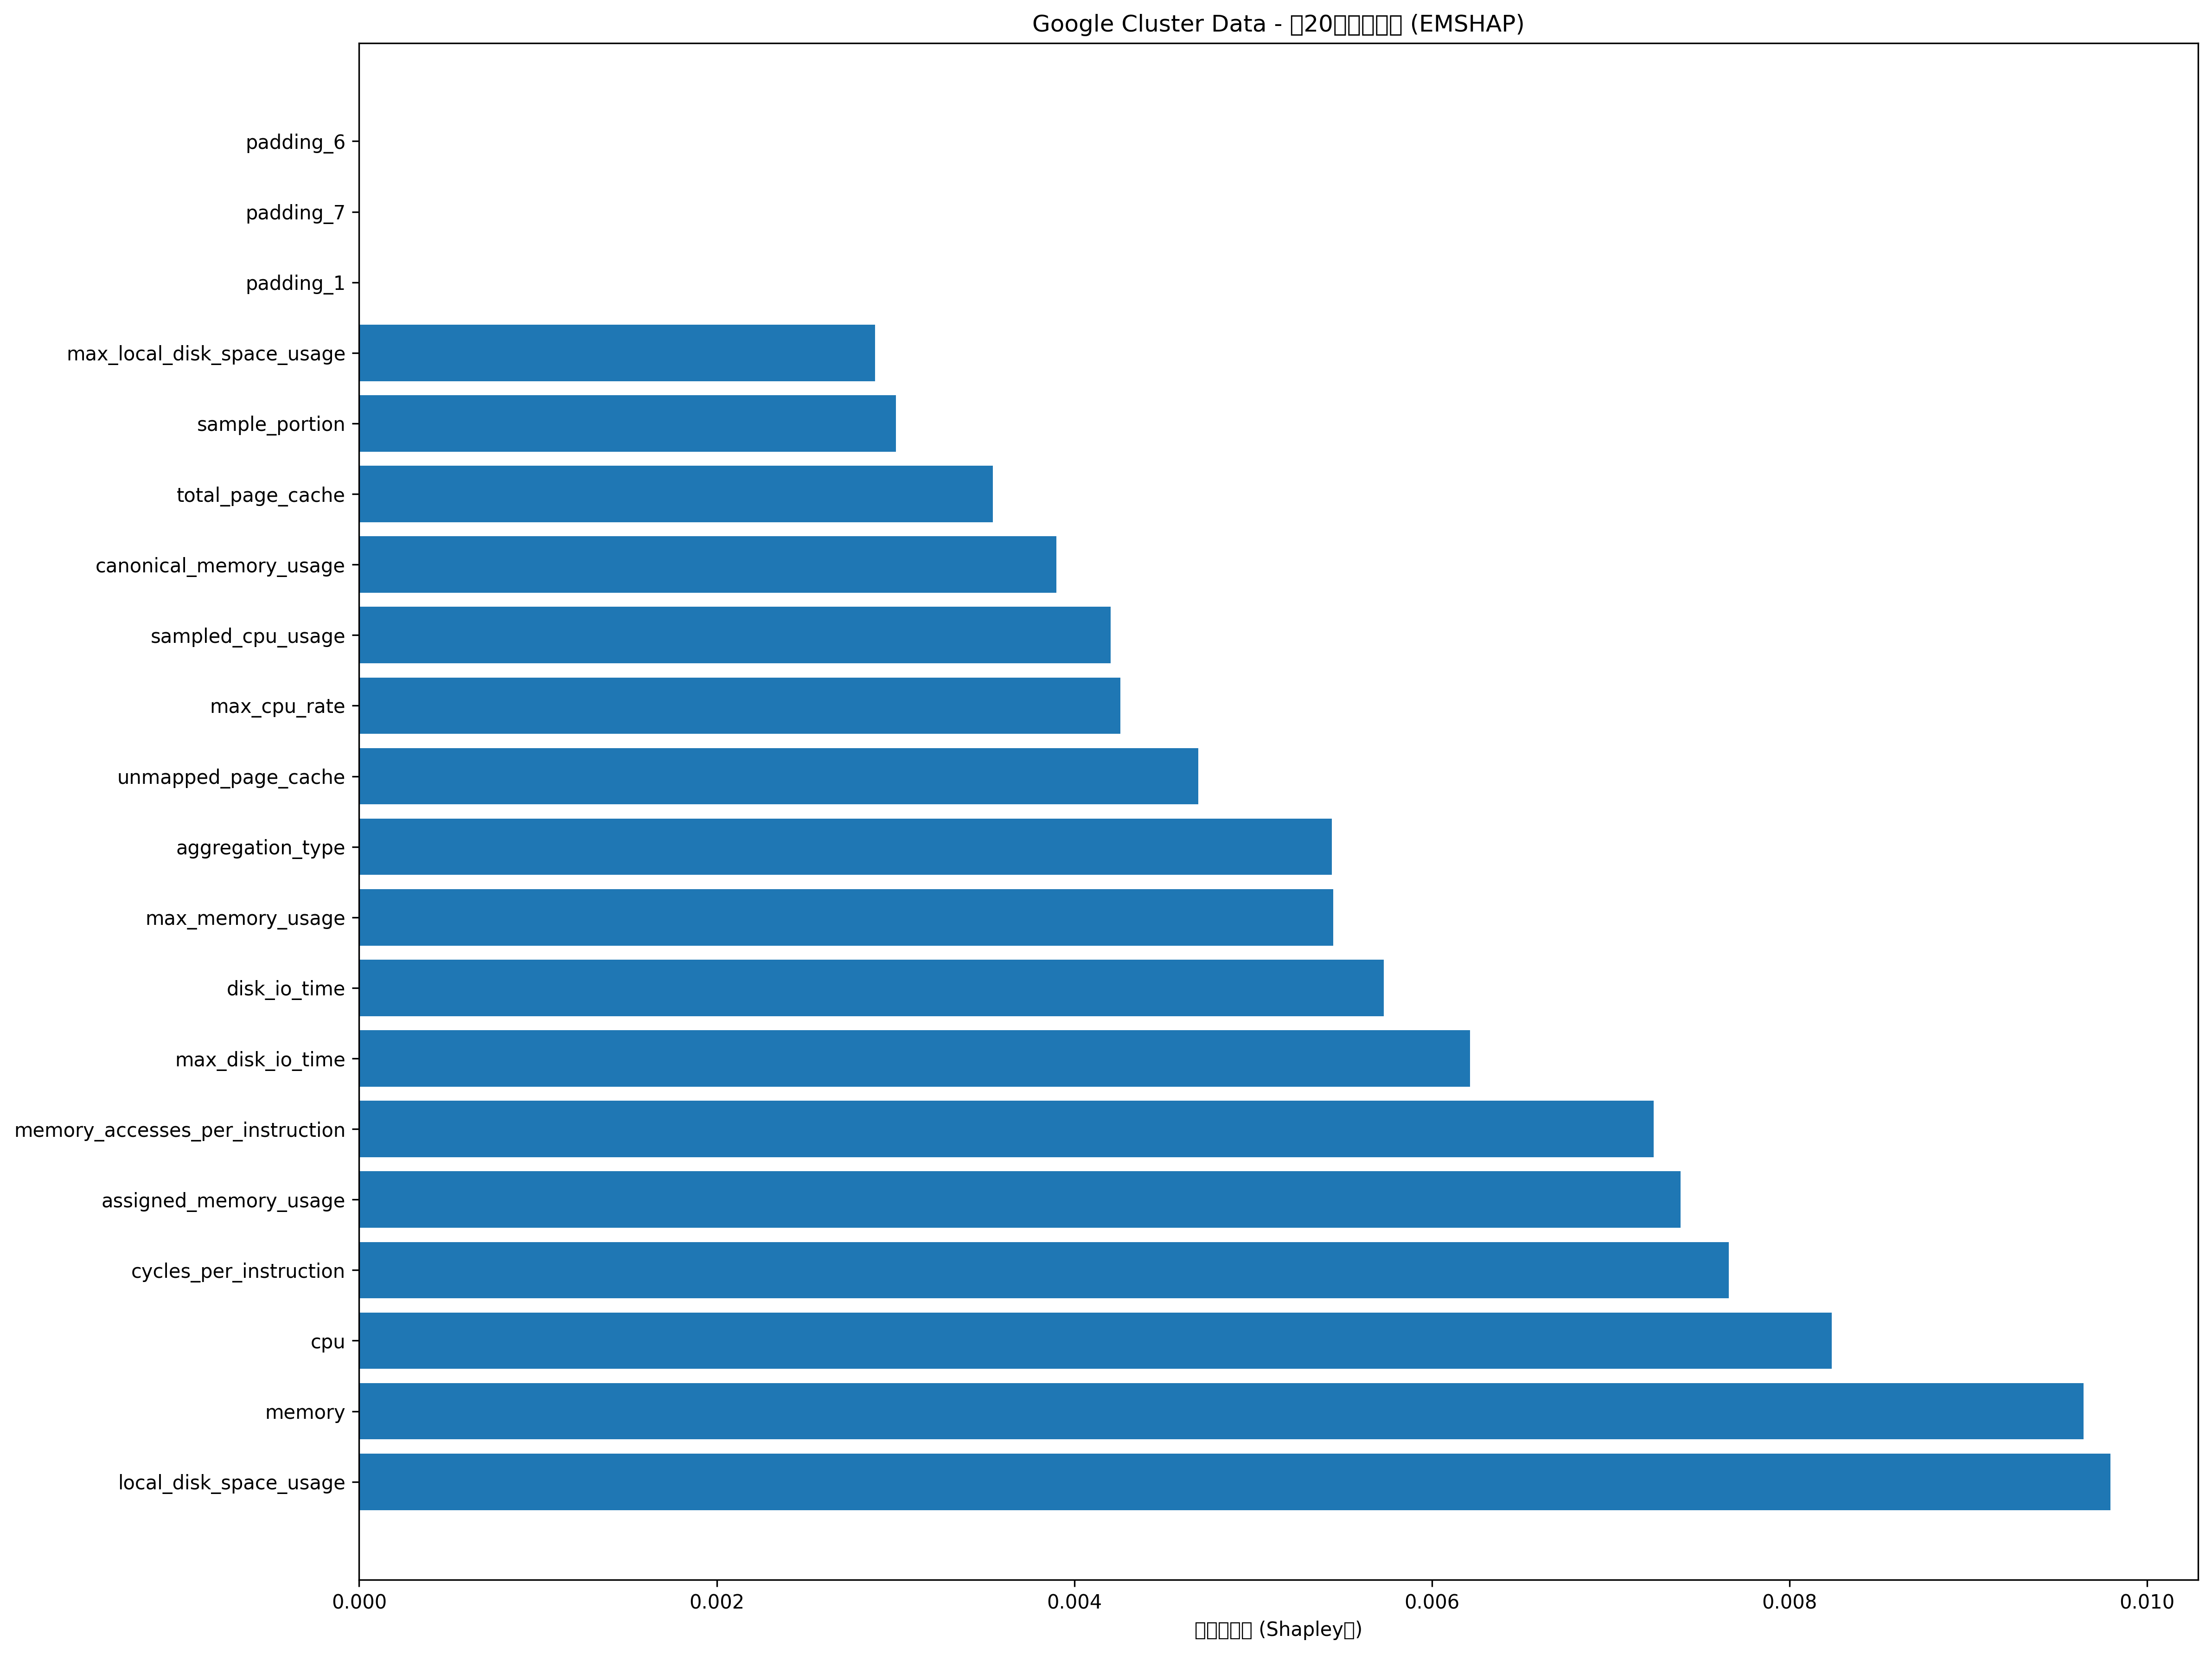 Google Cluster Data - 20 (EMSHAP)
padding_6
padding_7
padding_1
max_local_disk_space_usage
sample_portion
total_page_cache
canonical_memory_usage
sampled_cpu_usage
max_cpu_rate
unmapped_page_cache
aggregation_type
max_memory_usage
disk_io_time
max_disk_io_time
memory_accesses_per_instruction
assigned_memory_usage
cycles_per_instruction
cpu
memory
local_disk_space_usage
0.000 0.002 0.004 0.006 0.008 0.010
(Shapley)